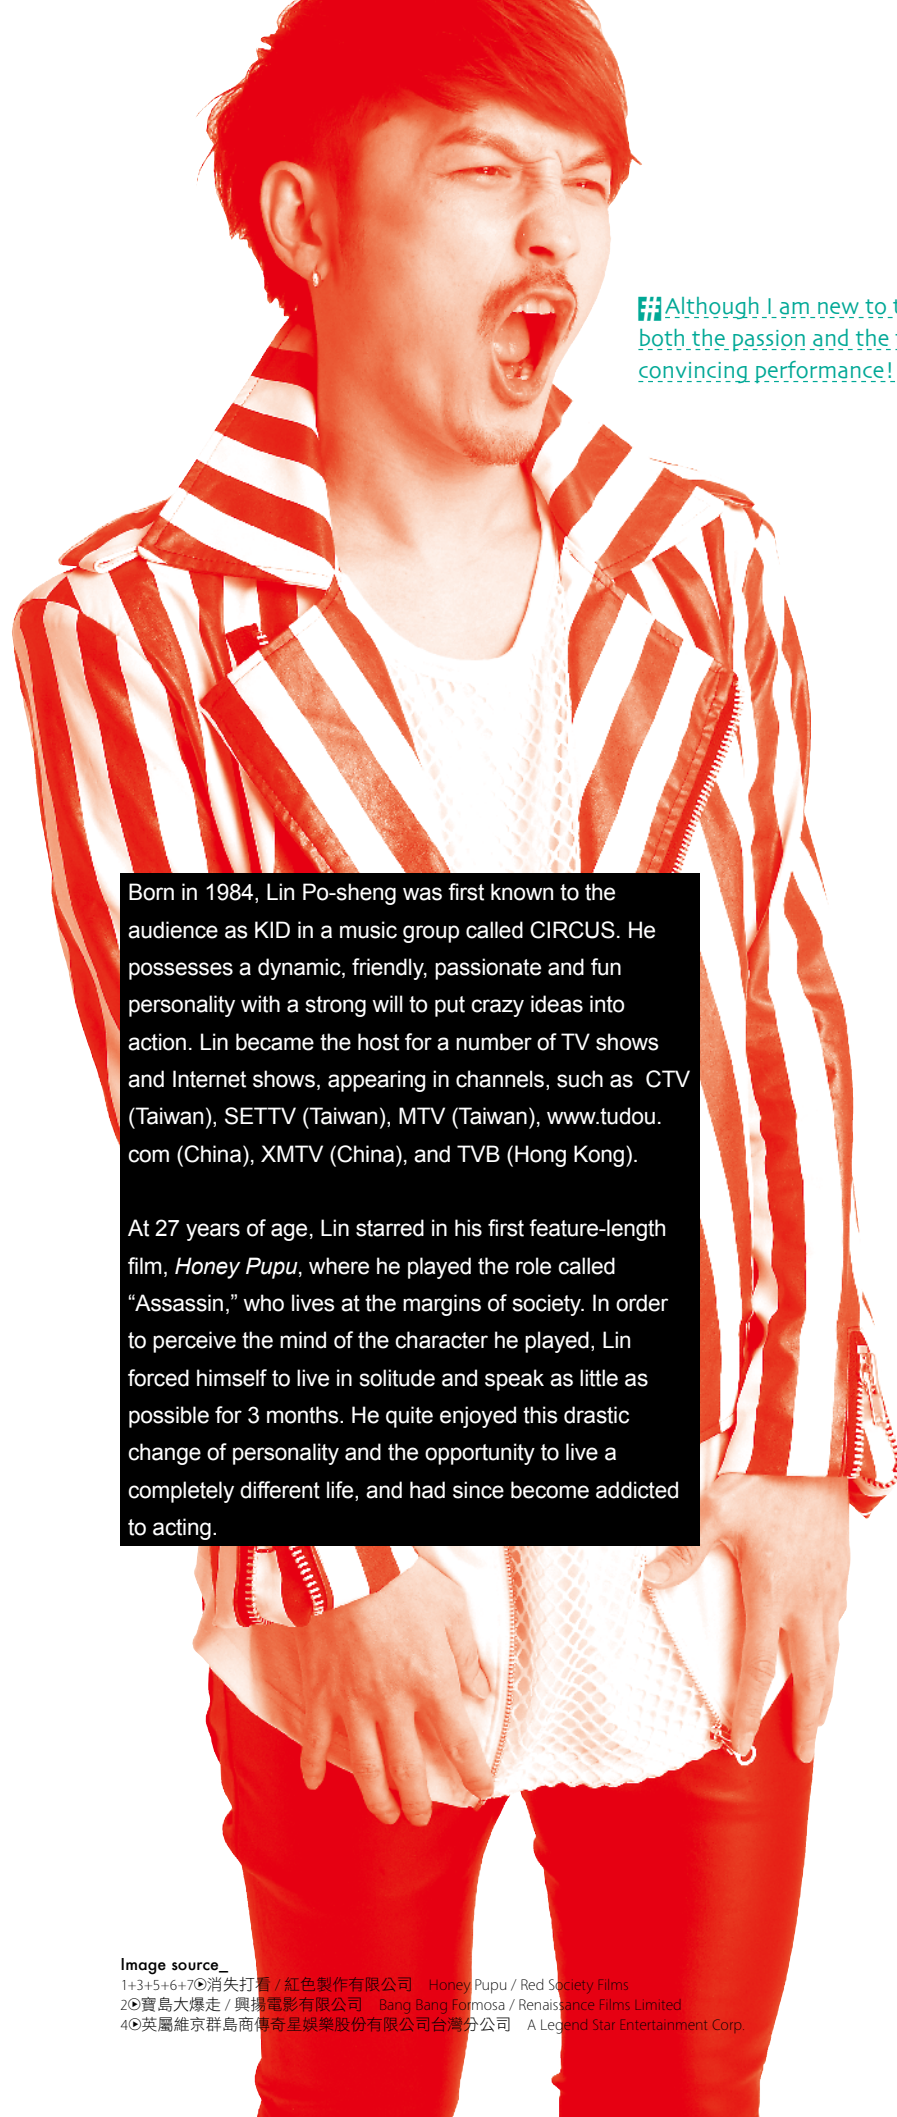 #Although I am new to
both the passion and the
convincing performance!
Born in 1984, Lin Po-sheng was first known to the
audience as KID in a music group called CIRCUS. He
possesses a dynamic, friendly, passionate and fun
personality with a strong will to put crazy ideas into
action. Lin became the host for a number of TV shows
and Internet shows, appearing in channels, such as CTV
(Taiwan), SETTV (Taiwan), MTV (Taiwan), www.tudou.
com (China), XMTV (China), and TVB (Hong Kong).
At 27 years of age, Lin starred in his first feature-length
film, Honey Pupu, where he played the role called
“Assassin,” who lives at the margins of society. In order
to perceive the mind of the character he played, Lin
forced himself to live in solitude and speak as little as
possible for 3 months. He quite enjoyed this drastic
change of personality and the opportunity to live a
completely different life, and had since become addicted
to acting.
Image source_
1+3+5+6+7▶消失打看 / 紅色製作有限公司 Honey Pupu / Red Society Films
2▶寶島大爆走 / 興揚電影有限公司 Bang Bang Formosa / Renaissance Films Limited
4▶英屬維京群島商傳奇星娛樂股份有限公司台灣分公司 A Legend Star Entertainment Corp.